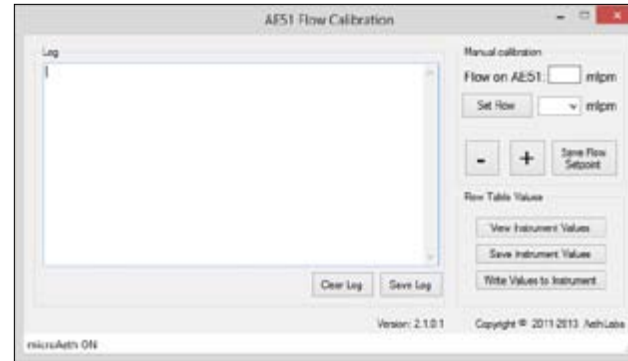 AE51 Flow Calibration
Log
Manual calibration
Flow on AE51: mlpm
Set Flow mlpm
- + Save Flow Setpoint
Flow Table Values
View Instrument Values
Save Instrument Values
Write Values to Instrument
Clear Log Save Log
Version: 2.1.0.1 Copyright © 2011-2013 AethLabs
microAeth ON